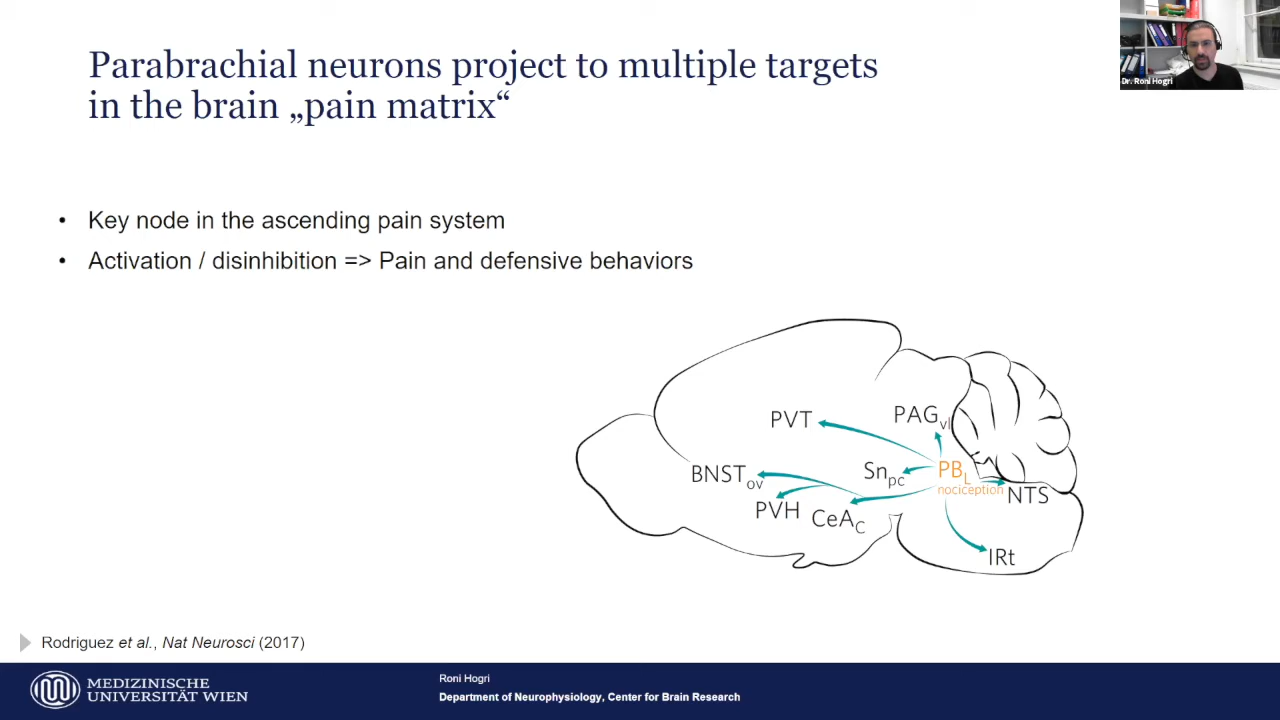 Parabrachial neurons project to multiple targets
in the brain „pain matrix“
Dr. Roni Hogri
• Key node in the ascending pain system
• Activation / disinhibition => Pain and defensive behaviors
PVT
PAGvl
BNSTov
Snpc
PBL
nociception
NTS
PVH
CeAC
IRt
Rodriguez et al., Nat Neurosci (2017)
MEDIZINISCHE
UNIVERSITÄT WIEN
Roni Hogri
Department of Neurophysiology, Center for Brain Research